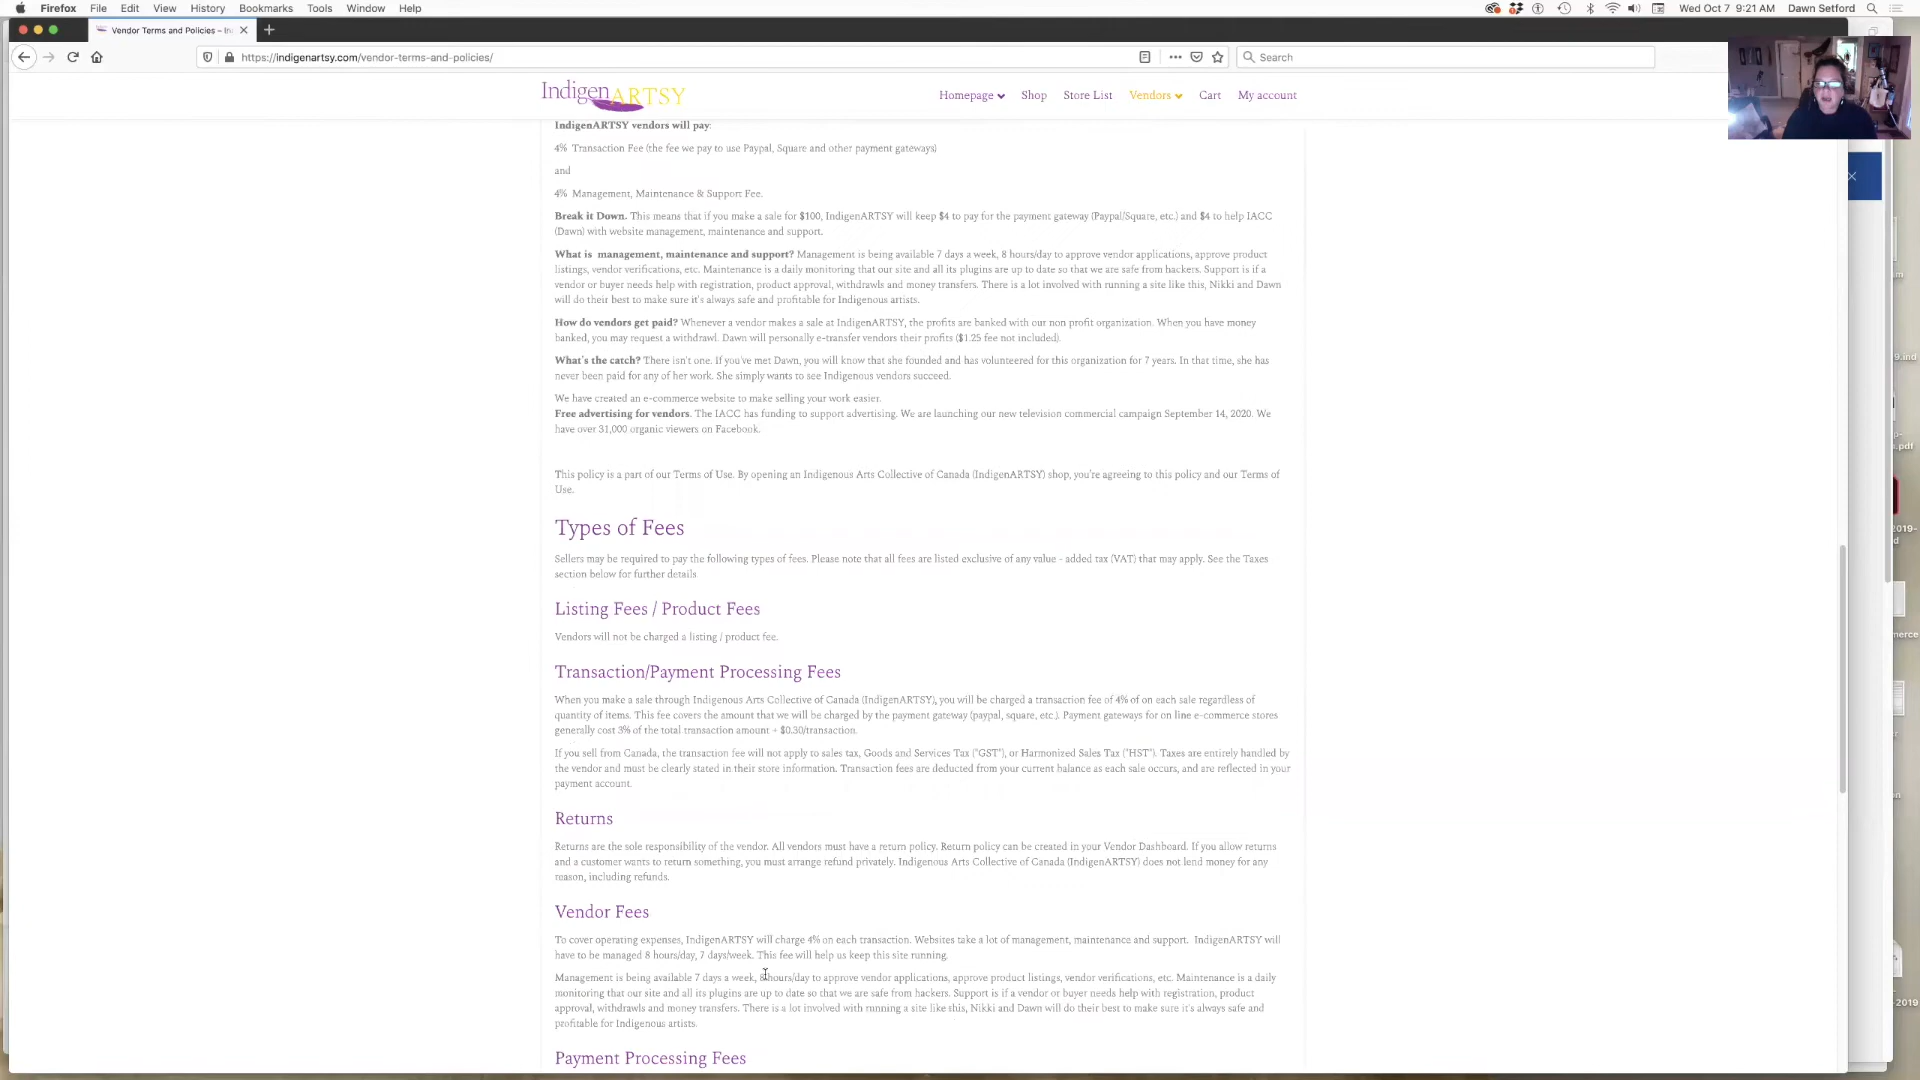 Firefox File Edit View History Bookmarks Tools Window Help Wed Oct 7 9:21 AM Dawn Setford
Vendor Terms and Policies – In
https://indigenartsy.com/vendor-terms-and-policies/ Search
IndigenARTSY Homepage Shop Store List Vendors Cart My account
IndigenARTSY vendors will pay:
4% Transaction Fee (the fee we pay to use Paypal, Square and other payment gateways)
and
4% Management, Maintenance & Support Fee.
Break it Down. This means that if you make a sale for $100, IndigenARTSY will keep $4 to pay for the payment gateway (Paypal/Square, etc.) and $4 to help IACC
(Dawn) with website management, maintenance and support.
What is management, maintenance and support? Management is being available 7 days a week, 8 hours/day to approve vendor applications, approve product
listings, vendor verifications, etc. Maintenance is a daily monitoring that our site and all its plugins are up to date so that we are safe from hackers. Support is if a
vendor or buyer needs help with registration, product approval, withdrawls and money transfers. There is a lot involved with running a site like this, Nikki and Dawn
will do their best to make sure it's always safe and profitable for Indigenous artists.
How do vendors get paid? Whenever a vendor makes a sale at IndigenARTSY, the profits are banked with our non profit organization. When you have money
banked, you may request a withdrawl. Dawn will personally e-transfer vendors their profits ($1.25 fee not included).
What's the catch? There isn't one. If you've met Dawn, you will know that she founded and has volunteered for this organization for 7 years. In that time, she has
never been paid for any of her work. She simply wants to see Indigenous vendors succeed.
We have created an e-commerce website to make selling your work easier.
Free advertising for vendors. The IACC has funding to support advertising. We are launching our new television commercial campaign September 14, 2020. We
have over 31,000 organic viewers on Facebook.
This policy is a part of our Terms of Use. By opening an Indigenous Arts Collective of Canada (IndigenARTSY) shop, you're agreeing to this policy and our Terms of
Use.
Types of Fees
Sellers may be required to pay the following types of fees. Please note that all fees are listed exclusive of any value - added tax (VAT) that may apply. See the Taxes
section below for further details
Listing Fees / Product Fees
Vendors will not be charged a listing / product fee.
Transaction/Payment Processing Fees
When you make a sale through Indigenous Arts Collective of Canada (IndigenARTSY), you will be charged a transaction fee of 4% of on each sale regardless of
quantity of items. This fee covers the amount that we will be charged by the payment gateway (paypal, square, etc.). Payment gateways for on line e-commerce stores
generally cost 3% of the total transaction amount + $0.30/transaction.
If you sell from Canada, the transaction fee will not apply to sales tax, Goods and Services Tax ("GST"), or Harmonized Sales Tax ("HST"). Taxes are entirely handled by
the vendor and must be clearly stated in their store information. Transaction fees are deducted from your current balance as each sale occurs, and are reflected in your
payment account.
Returns
Returns are the sole responsibility of the vendor. All vendors must have a return policy. Return policy can be created in your Vendor Dashboard. If you allow returns
and a customer wants to return something, you must arrange refund privately. Indigenous Arts Collective of Canada (IndigenARTSY) does not lend money for any
reason, including refunds.
Vendor Fees
To cover operating expenses, IndigenARTSY will charge 4% on each transaction. Websites take a lot of management, maintenance and support. IndigenARTSY will
have to be managed 8 hours/day, 7 days/week. This fee will help us keep this site running.
Management is being available 7 days a week, 8 hours/day to approve vendor applications, approve product listings, vendor verifications, etc. Maintenance is a daily
monitoring that our site and all its plugins are up to date so that we are safe from hackers. Support is if a vendor or buyer needs help with registration, product
approval, withdrawls and money transfers. There is a lot involved with running a site like this, Nikki and Dawn will do their best to make sure it's always safe and
profitable for Indigenous artists.
Payment Processing Fees